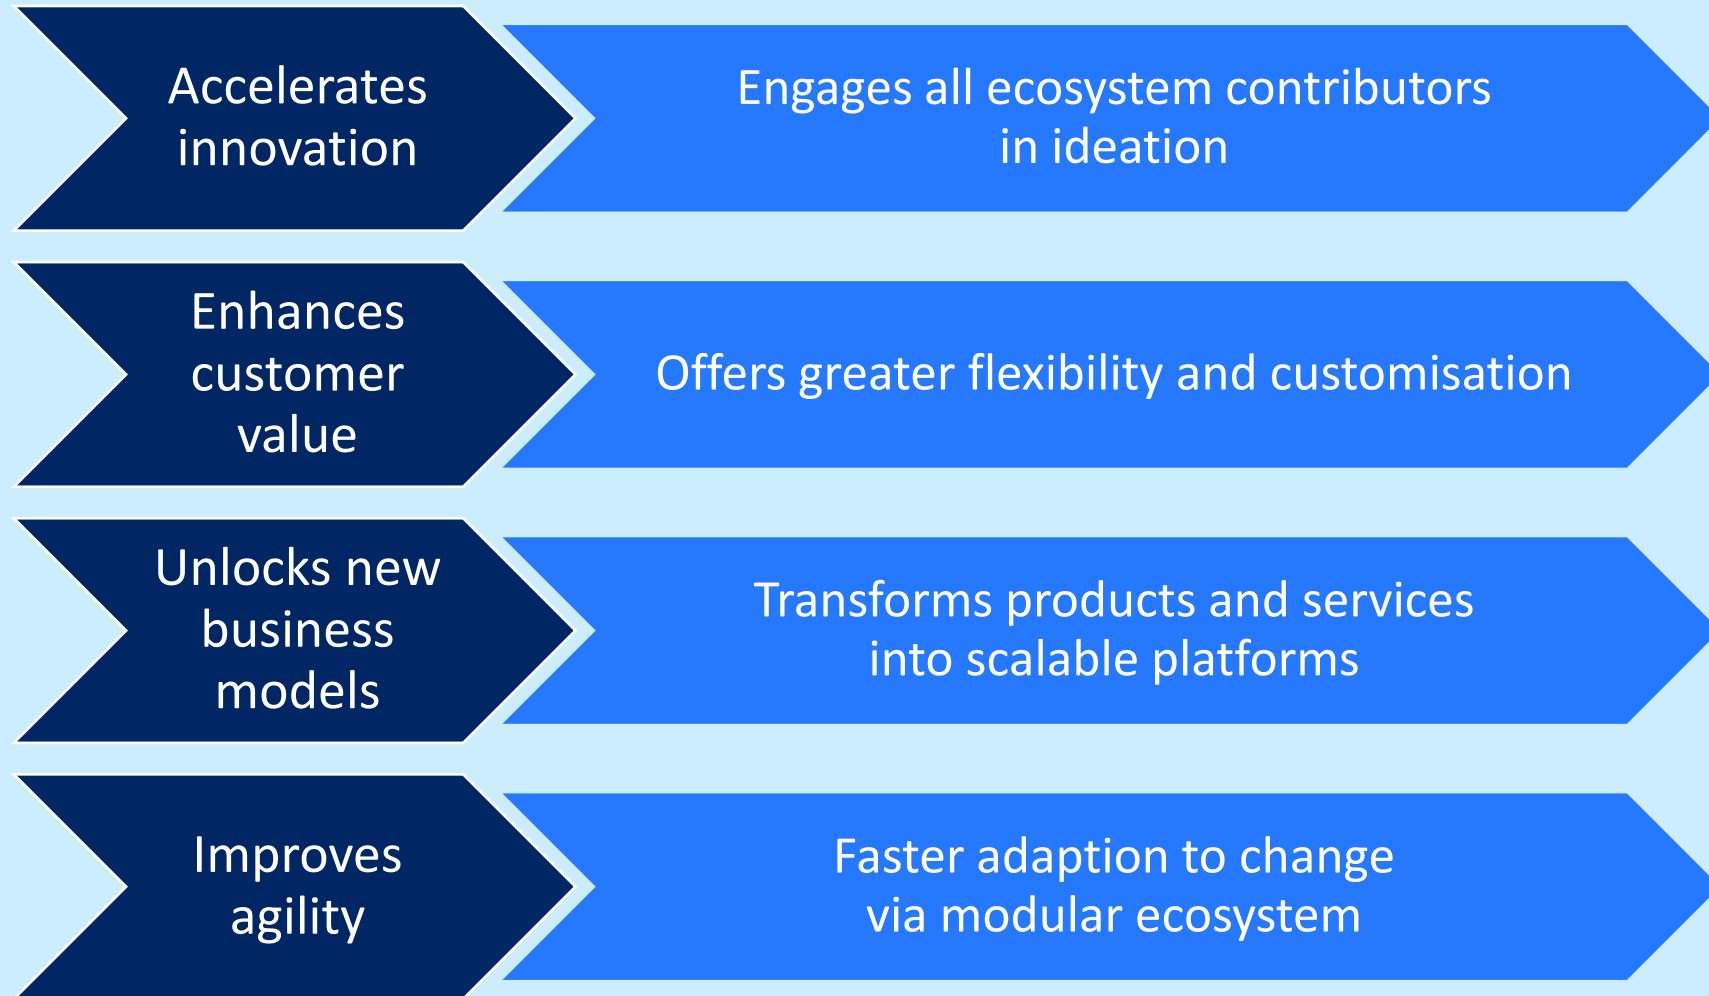 Accelerates
innovation
Engages all ecosystem contributors
in ideation
Enhances
customer
value
Offers greater flexibility and customisation
Unlocks new
business
models
Transforms products and services
into scalable platforms
Improves
agility
Faster adaption to change
via modular ecosystem